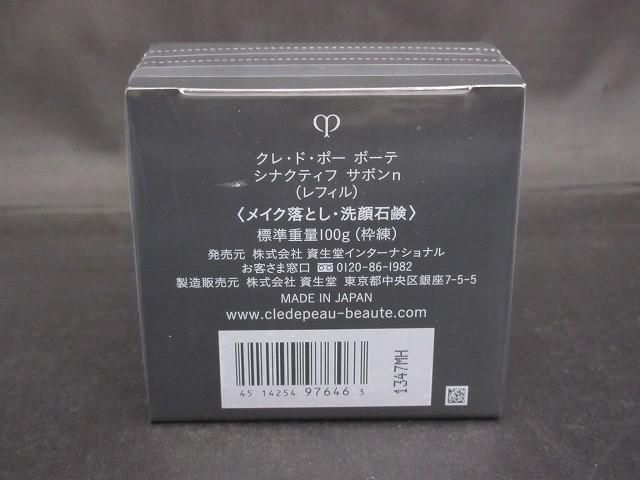 クレ・ド・ポー ボーテ
シナクティフ サボンn
(レフィル)
〈メイク落とし・洗顔石鹸〉
標準重量100g (枠練)
発売元 株式会社 資生堂インターナショナル
お客さま窓口 0120-86-1982
製造販売元 株式会社 資生堂 東京都中央区銀座7-5-5
MADE IN JAPAN
www.cledepeau-beaute.com
4514254 97646 3
1347MH